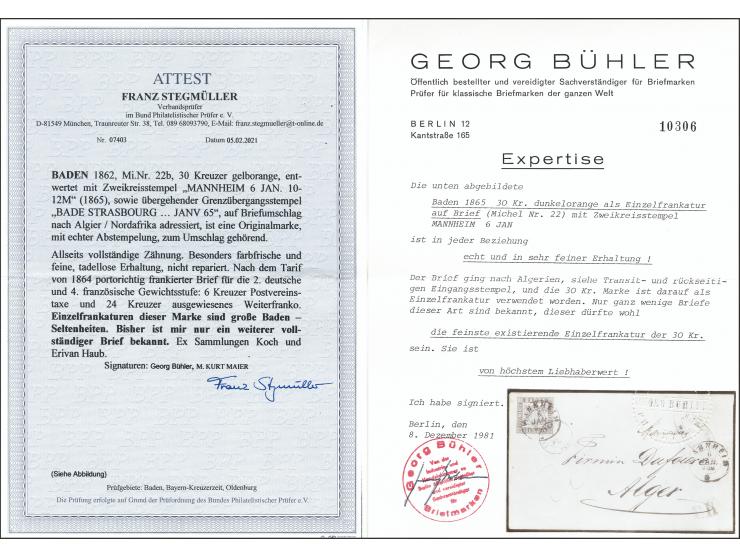 ATTEST
FRANZ STEGMÜLLER
Verbandsprüfer
im Bund Philatelistischer Prüfer e. V.
D-81549 München, Traunreuter Str. 38, Tel. 089 68093790, E-Mail: franz.stegmueller@t-online.de
Nr. 07403 Datum 05.02.2021
BADEN 1862, Mi.Nr. 22b, 30 Kreuzer gelborange, ent-
wertet mit Zweikreisstempel „MANNHEIM 6 JAN. 10-
12M“ (1865), sowie übergehender Grenzübergangsstempel
„BADE STRASBOURG ... JANV 65“, auf Briefumschlag
nach Algier / Nordafrika adressiert, ist eine Originalmarke,
mit echter Abstempelung, zum Umschlag gehörend.
Allseits vollständige Zähnung. Besonders farbfrische und
feine, tadellose Erhaltung, nicht repariert. Nach dem Tarif
von 1864 portorichtig frankierter Brief für die 2. deutsche
und 4. französische Gewichtsstufe: 6 Kreuzer Postvereins-
taxe und 24 Kreuzer ausgewiesenes Weiterfranko.
Einzelfrankaturen dieser Marke sind große Baden –
Seltenheiten. Bisher ist mir nur ein weiterer voll-
ständiger Brief bekannt. Ex Sammlungen Koch und
Erivan Haub.
Signaturen: Georg Bühler, M. KURT MAIER
Franz Stegmüller
(Siehe Abbildung)
Prüfgebiete: Baden, Bayern-Kreuzerzeit, Oldenburg
Die Prüfung erfolgte auf Grund der Prüfordnung des Bundes Philatelistischer Prüfer e.V.
GEORG BÜHLER
Öffentlich bestellter und vereidigter Sachverständiger für Briefmarken
Prüfer für klassische Briefmarken der ganzen Welt
BERLIN 12
Kantstraße 165
10306
Expertise
Die unten abgebildete
Baden 1865 30 Kr. dunkelorange als Einzelfrankatur
auf Brief (Michel Nr. 22) mit Zweikreisstempel
MANNHEIM 6 JAN
ist in jeder Beziehung
echt und in sehr feiner Erhaltung !
Der Brief ging nach Algerien, siehe Transit- und rückseiti-
gen Eingangsstempel, und die 30 Kr. Marke ist darauf als
Einzelfrankatur verwendet worden. Nur ganz wenige Briefe
dieser Art sind bekannt, dieser dürfte wohl
die feinste existierende Einzelfrankatur der 30 Kr.
sein. Sie ist
von höchstem Liebhaberwert !
Ich habe signiert.
Berlin, den
8. Dezember 1981
Georg Bühler
Briefmarken
Firmin Dufourc
Alger